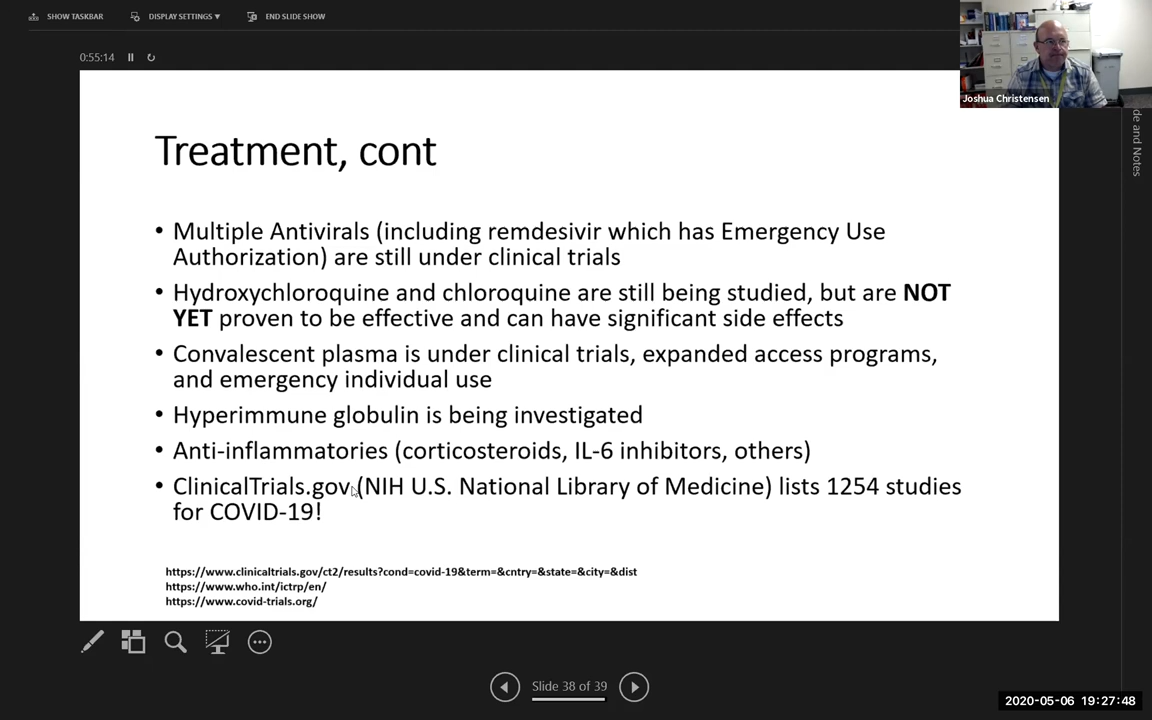 SHOW TASKBAR DISPLAY SETTINGS ▼ END SLIDE SHOW
0:55:14
Joshua Christensen
de and Notes
Treatment, cont
• Multiple Antivirals (including remdesivir which has Emergency Use
Authorization) are still under clinical trials
• Hydroxychloroquine and chloroquine are still being studied, but are NOT
YET proven to be effective and can have significant side effects
• Convalescent plasma is under clinical trials, expanded access programs,
and emergency individual use
• Hyperimmune globulin is being investigated
• Anti-inflammatories (corticosteroids, IL-6 inhibitors, others)
• ClinicalTrials.gov (NIH U.S. National Library of Medicine) lists 1254 studies
for COVID-19!
https://www.clinicaltrials.gov/ct2/results?cond=covid-19&term=&cntry=&state=&city=&dist
https://www.who.int/ictrp/en/
https://www.covid-trials.org/
Slide 38 of 39
2020-05-06 19:27:48